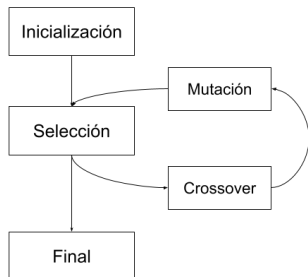 Inicialización
Mutación
Selección
Crossover
Final